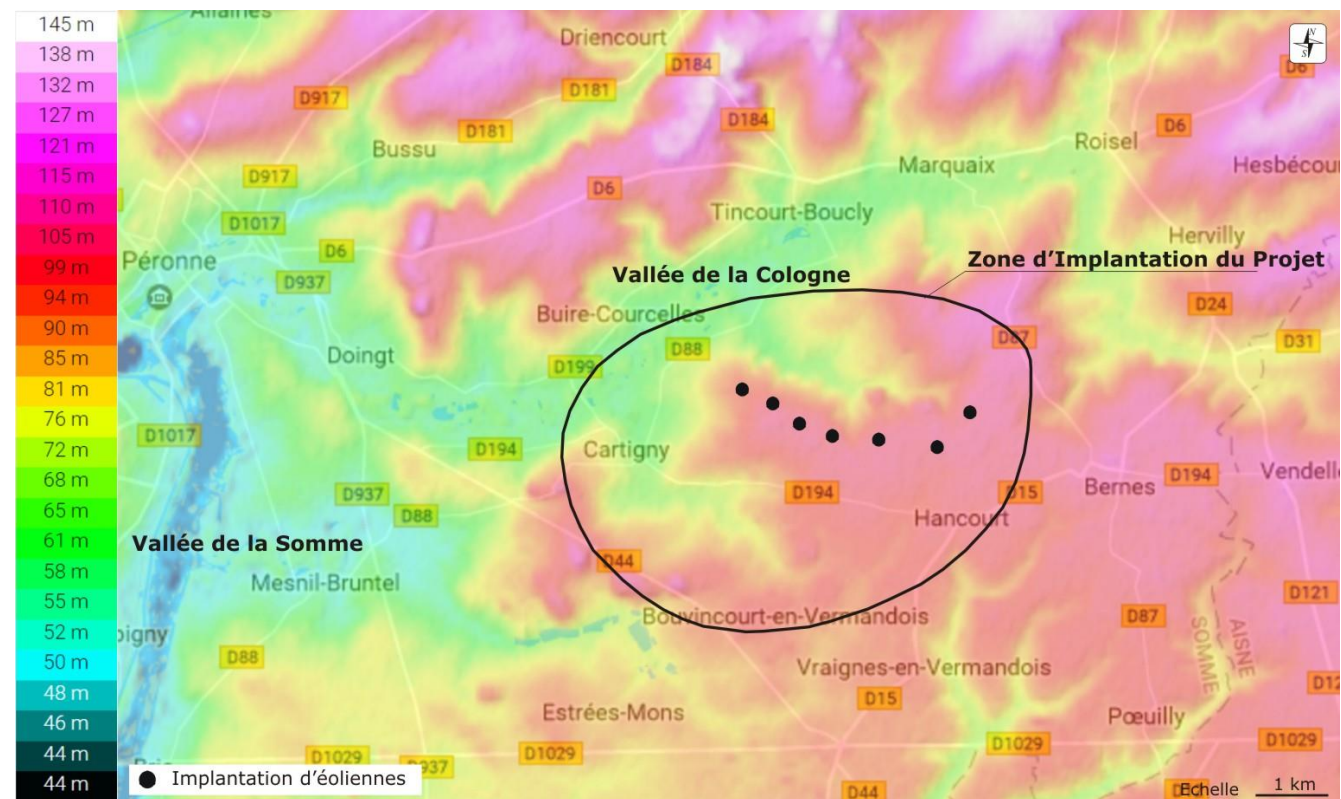 145 m
138 m
132 m
127 m
121 m
115 m
110 m
105 m
99 m
94 m
90 m
85 m
81 m
76 m
72 m
68 m
65 m
61 m
58 m
55 m
52 m
50 m
48 m
46 m
44 m
44 m
N
S
Allaines
Driencourt
D184
D6
D181
D917
D184
D6
D181
Roisel
Bussu
Marquaix
Hesbécour
D917
D6
Tincourt-Boucly
D1017
Hervilly
D6
Péronne
Vallée de la Cologne
Zone d'Implantation du Projet
D937
D24
Buire-Courcelles
D87
D31
Doingt
D88
D199
D1017
D194
Cartigny
Vendell
D937
D194
D15
Bernes
D194
D88
Hancourt
Vallée de la Somme
D44
Mesnil-Bruntel
D121
Bouvincourt-en-Vermandois
D87
pigny
SOMME
AISNE
D88
Vraignes-en-Vermandois
D15
D12
Estrées-Mons
Pœuilly
D1029
D1029
D1029
D1029
D937
Implantation d'éoliennes
D44
Echelle
1 km